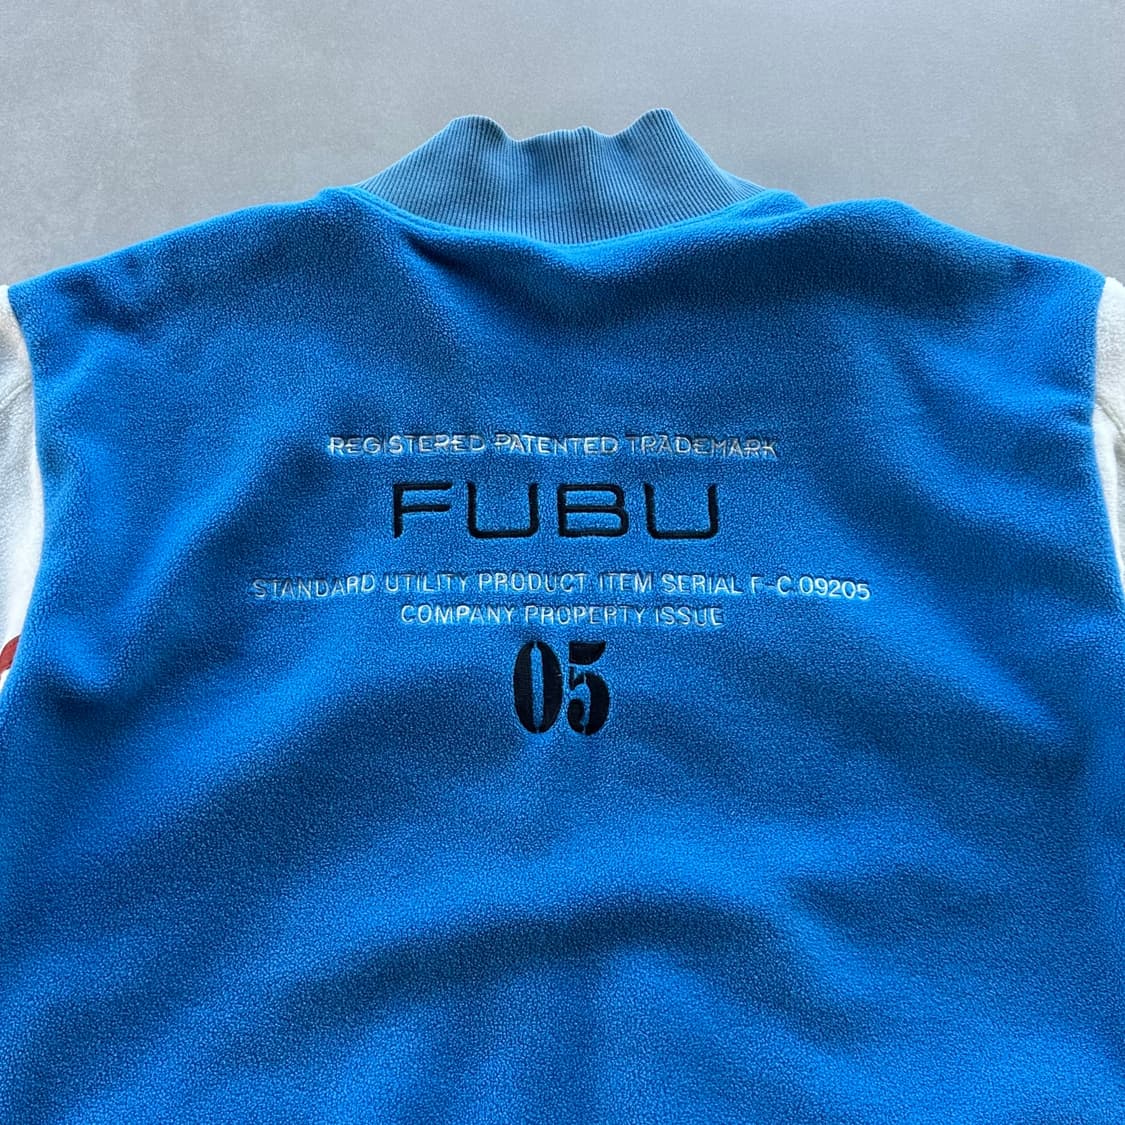 REGISTERED PATENTED TRADEMARK
FUBU
STANDARD UTILITY PRODUCT ITEM SERIAL F-C.09205
COMPANY PROPERTY ISSUE
05